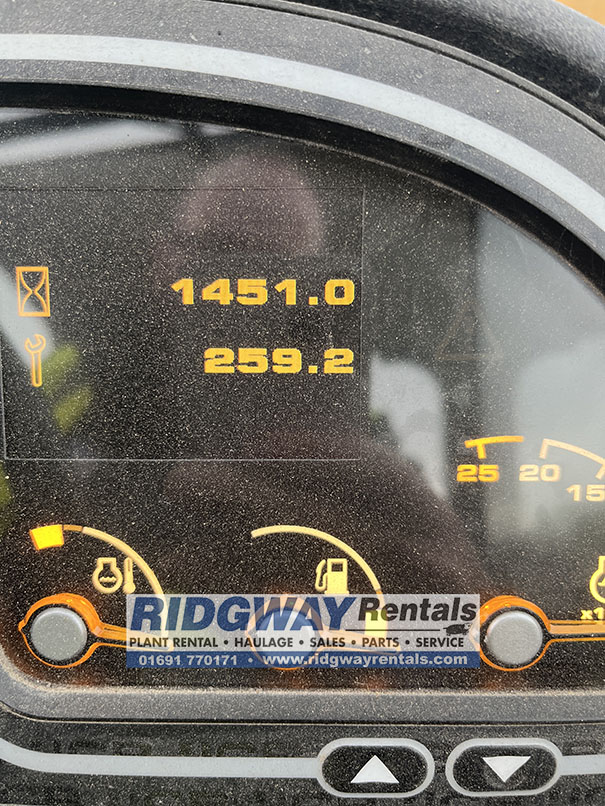 1451.0
259.2
25 20 15
x1
RIDGWAY Rentals
PLANT RENTAL • HAULAGE • SALES • PARTS • SERVICE
01691 770171 • www.ridgwayrentals.com